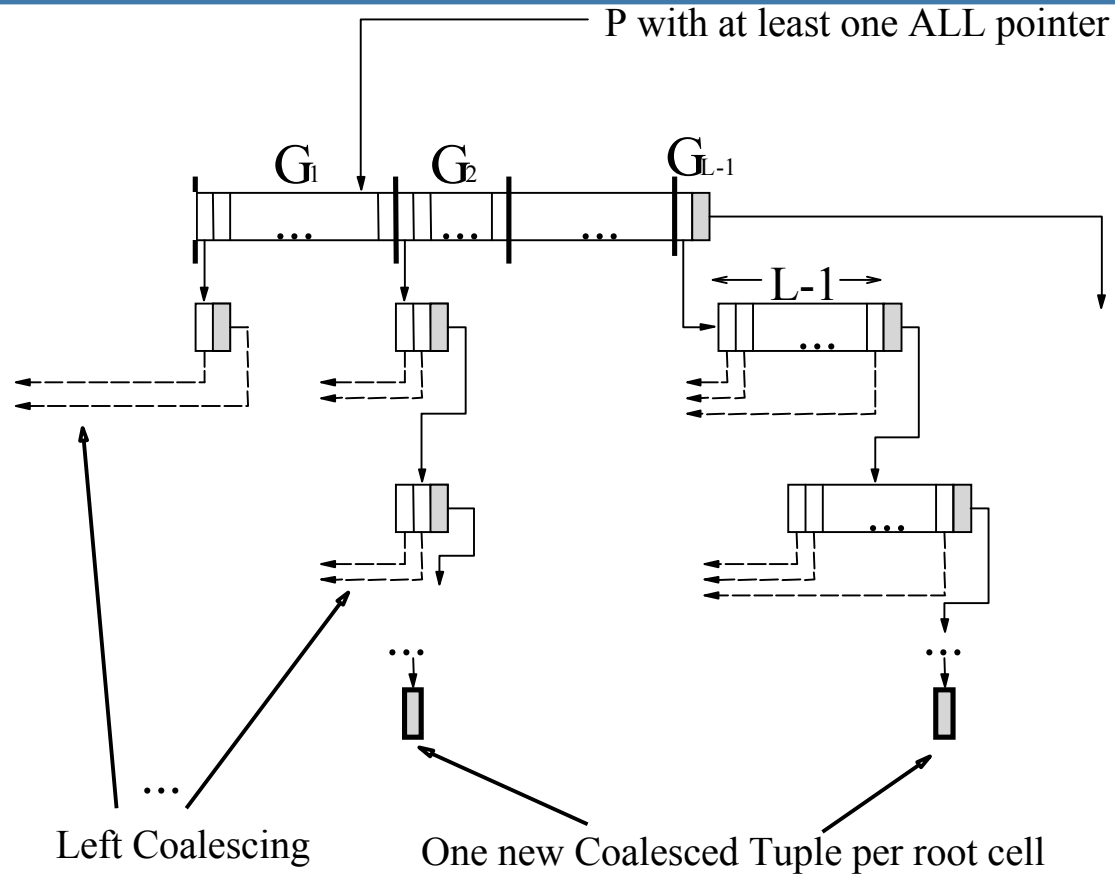 P with at least one ALL pointer
G1 G2 GL-1
... ... ...
L-1
...
...
... ...
...
Left Coalescing
One new Coalesced Tuple per root cell